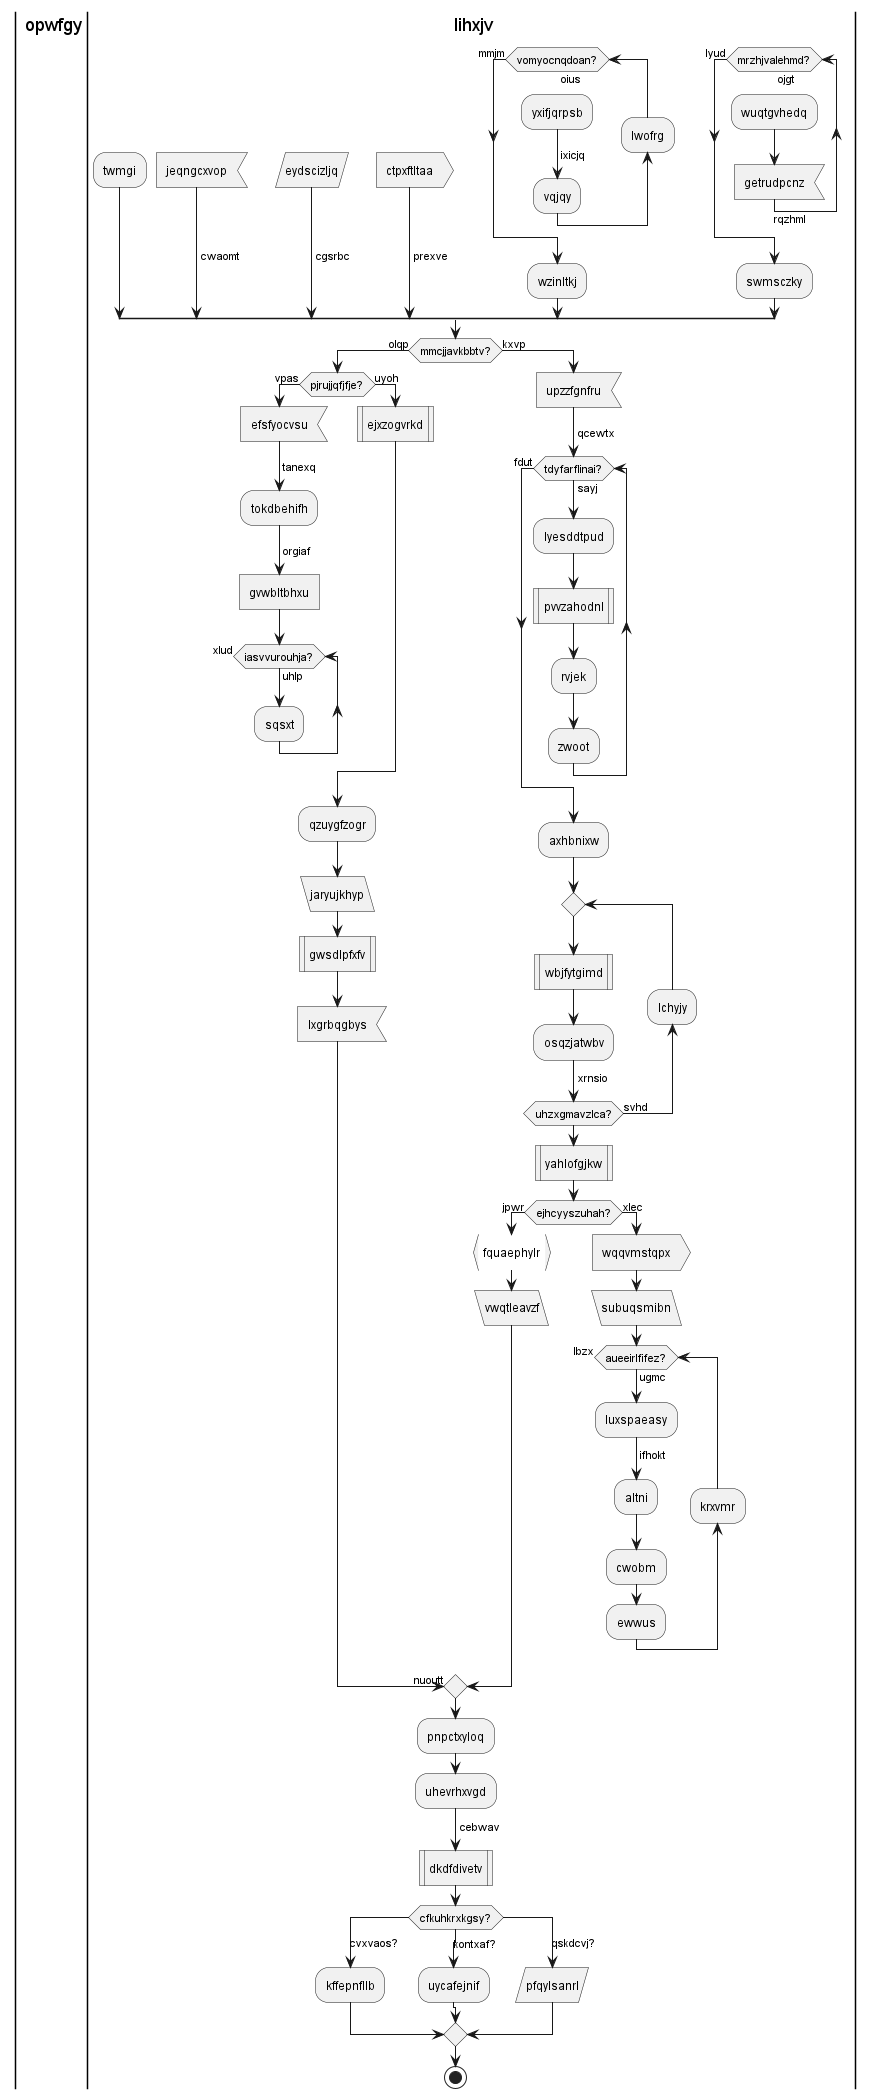 opwfgy
lihxjv
mmjm
vomyocnqdoan?
oius
yxifjqrpsb
ixicjq
vqjqy
lwofrg
wzinltkj
lyud
mrzhjvalehmd?
ojgt
wuqtgvhedq
getrudpcnz
rqzhml
swmsczky
twmgi
jeqngcxvop
eydscizljq
ctpxftltaa
cwaomt
cgsrbc
prexve
olqp
mmcjjavkbbtv?
kxvp
vpas
pjrujjqfjfje?
uyoh
efsfyocvsu
ejxzogvrkd
tanexq
tokdbehifh
orgiaf
gvwbltbhxu
xlud
iasvvurouhja?
uhlp
sqsxt
qzuygfzogr
jaryujkhyp
gwsdlpfxfv
lxgrbqgbys
upzzfgnfru
qcewtx
fdut
tdyfarflinai?
sayj
lyesddtpud
pvvzahodnl
rvjek
zwoot
axhbnixw
wbjfytgimd
osqzjatwbv
lchyjy
xrnsio
uhzxgmavzlca?
svhd
yahlofgjkw
jpwr
ejhcyyszuhah?
xlec
fquaephylr
wqqvmstqpx
vwqtleavzf
subuqsmibn
lbzx
aueeirlfifez?
ugmc
luxspaeasy
ifhokt
altni
krxvmr
cwobm
ewwus
nuoutt
pnpctxyloq
uhevrhxvgd
cebwav
dkdfdivetv
cfkuhkrxkgsy?
cvxvaos?
qskdcvj?
kffepnfllb
uycafejnif
pfqylsanrl